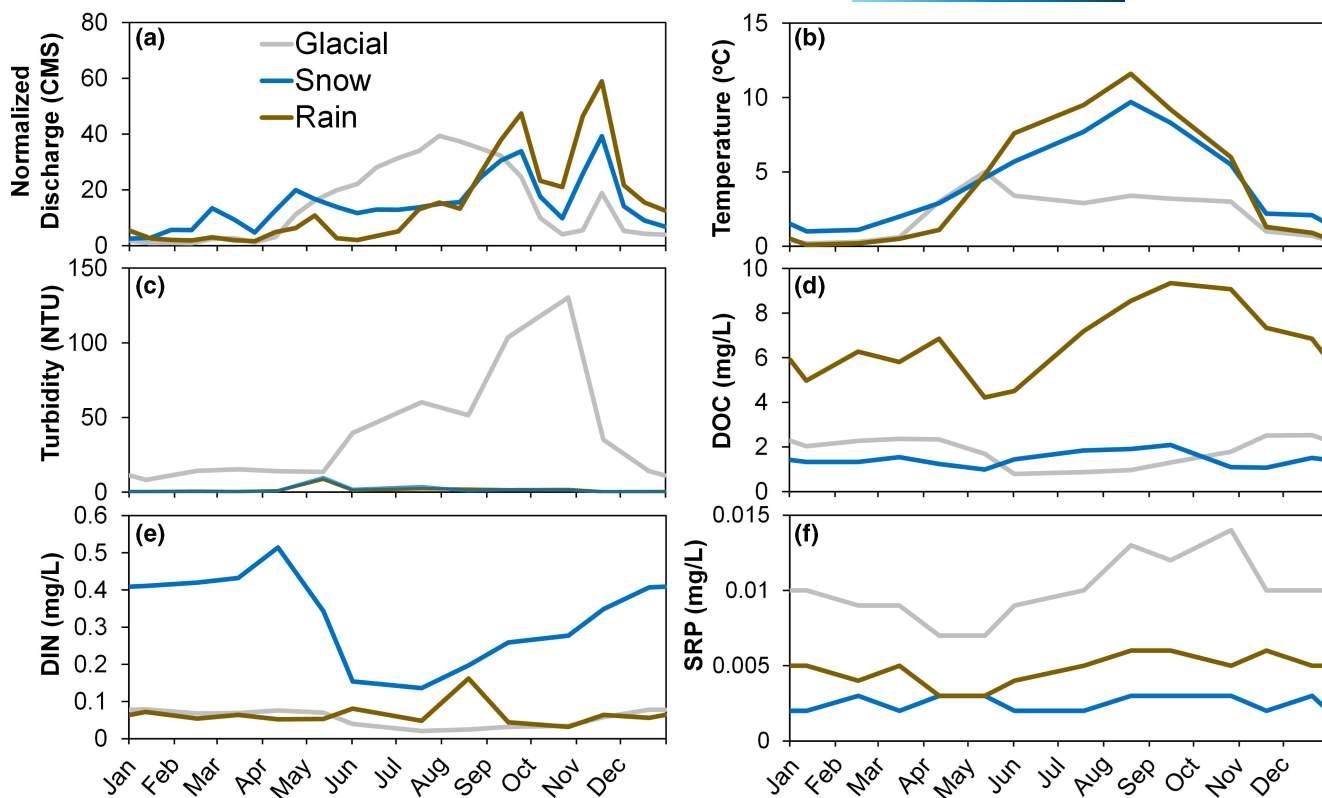 (a)
Glacial
Snow
Rain
Normalized
Discharge (CMS)
80
60
40
20
0
(b)
Temperature (ºC)
15
10
5
0
(c)
Turbidity (NTU)
150
100
50
0
(d)
DOC (mg/L)
10
8
6
4
2
0
(e)
DIN (mg/L)
0.6
0.5
0.4
0.3
0.2
0.1
0
Jan Feb Mar Apr May Jun Jul Aug Sep Oct Nov Dec
(f)
SRP (mg/L)
0.015
0.010
0.005
0
Jan Feb Mar Apr May Jun Jul Aug Sep Oct Nov Dec